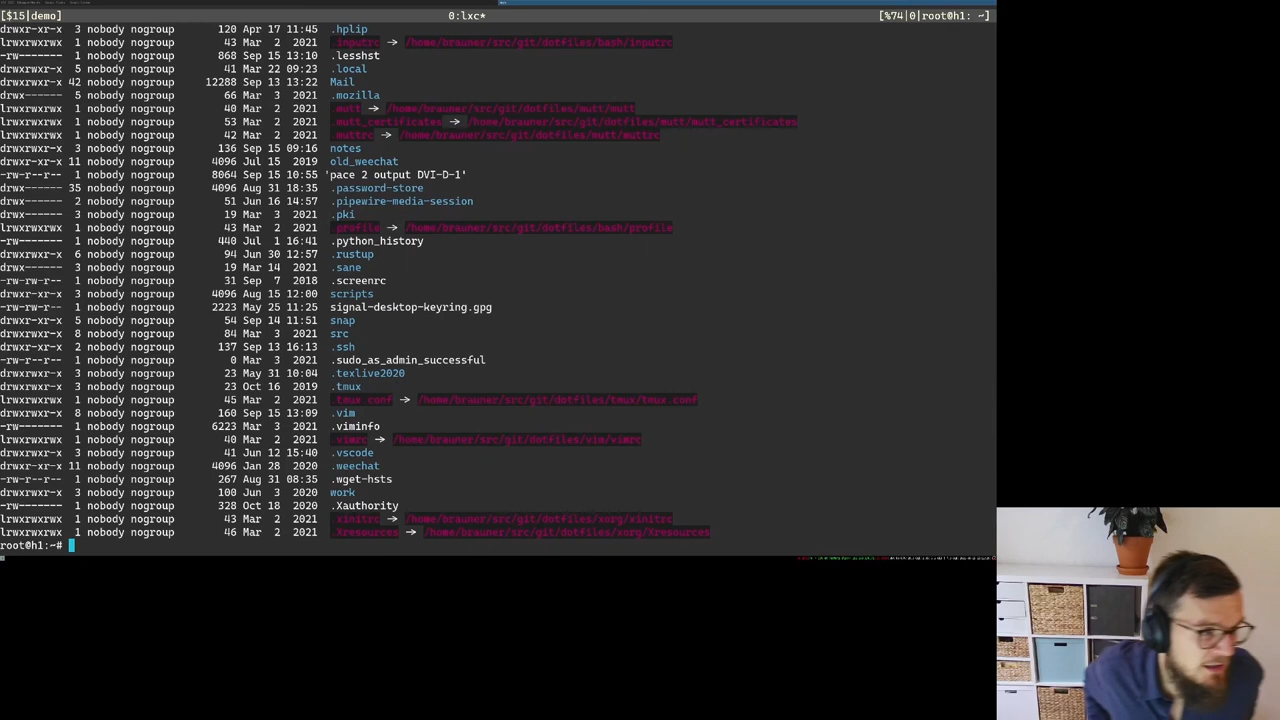 [$15|demo] 0:lxc* [%74|0|root@h1: ~]
drwxr-xr-x 3 nobody nogroup 120 Apr 17 11:45 .hplip
lrwxrwxrwx 1 nobody nogroup 43 Mar 2 2021 .inputrc → /home/brauner/src/git/dotfiles/bash/inputrc
-rw------- 1 nobody nogroup 868 Sep 15 13:10 .lesshst
drwxrwxr-x 5 nobody nogroup 41 Mar 22 09:23 .local
drwxrwxr-x 42 nobody nogroup 12288 Sep 13 13:22 Mail
drwx------ 5 nobody nogroup 66 Mar 3 2021 .mozilla
lrwxrwxrwx 1 nobody nogroup 40 Mar 2 2021 .mutt → /home/brauner/src/git/dotfiles/mutt/mutt
lrwxrwxrwx 1 nobody nogroup 53 Mar 2 2021 .mutt_certificates → /home/brauner/src/git/dotfiles/mutt/mutt_certificates
lrwxrwxrwx 1 nobody nogroup 42 Mar 2 2021 .muttrc → /home/brauner/src/git/dotfiles/mutt/muttrc
drwxrwxr-x 3 nobody nogroup 136 Sep 15 09:16 notes
drwxr-xr-x 11 nobody nogroup 4096 Jul 15 2019 old_weechat
-rw-r--r-- 1 nobody nogroup 8064 Sep 15 10:55 'pace 2 output DVI-D-1'
drwx------ 35 nobody nogroup 4096 Aug 31 18:35 .password-store
drwx------ 2 nobody nogroup 51 Jun 16 14:57 .pipewire-media-session
drwx------ 3 nobody nogroup 19 Mar 3 2021 .pki
lrwxrwxrwx 1 nobody nogroup 43 Mar 2 2021 .profile → /home/brauner/src/git/dotfiles/bash/profile
-rw------- 1 nobody nogroup 440 Jul 1 16:41 .python_history
drwxrwxr-x 6 nobody nogroup 94 Jun 30 12:57 .rustup
drwx------ 3 nobody nogroup 19 Mar 14 2021 .sane
-rw-rw-r-- 1 nobody nogroup 31 Sep 7 2018 .screenrc
drwxr-xr-x 3 nobody nogroup 4096 Aug 15 12:00 scripts
-rw-rw-r-- 1 nobody nogroup 2223 May 25 11:25 signal-desktop-keyring.gpg
drwxr-xr-x 5 nobody nogroup 54 Sep 14 11:51 snap
drwxrwxr-x 8 nobody nogroup 84 Mar 3 2021 src
drwxr-xr-x 2 nobody nogroup 137 Sep 13 16:13 .ssh
-rw-r--r-- 1 nobody nogroup 0 Mar 3 2021 .sudo_as_admin_successful
drwxrwxr-x 3 nobody nogroup 23 May 31 10:04 .texlive2020
drwxrwxr-x 3 nobody nogroup 23 Oct 16 2019 .tmux
lrwxrwxrwx 1 nobody nogroup 45 Mar 2 2021 .tmux.conf → /home/brauner/src/git/dotfiles/tmux/tmux.conf
drwxrwxr-x 8 nobody nogroup 160 Sep 15 13:09 .vim
-rw------- 1 nobody nogroup 6223 Mar 3 2021 .viminfo
lrwxrwxrwx 1 nobody nogroup 40 Mar 2 2021 .vimrc → /home/brauner/src/git/dotfiles/vim/vimrc
drwxrwxr-x 3 nobody nogroup 41 Jun 12 15:40 .vscode
drwxr-xr-x 11 nobody nogroup 4096 Jan 28 2020 .weechat
-rw-r--r-- 1 nobody nogroup 267 Aug 31 08:35 .wget-hsts
drwxrwxr-x 3 nobody nogroup 100 Jun 3 2020 work
-rw------- 1 nobody nogroup 328 Oct 18 2020 .Xauthority
lrwxrwxrwx 1 nobody nogroup 43 Mar 2 2021 .xinitrc → /home/brauner/src/git/dotfiles/xorg/xinitrc
lrwxrwxrwx 1 nobody nogroup 46 Mar 2 2021 .Xresources → /home/brauner/src/git/dotfiles/xorg/Xresources
root@h1:~#